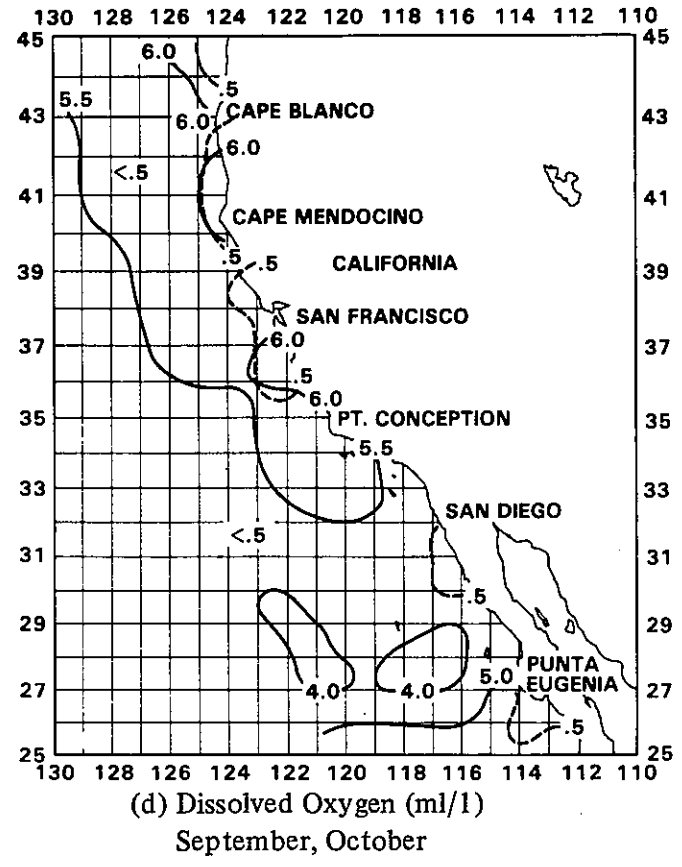 130 128 126 124 122 120 118 116 114 112 110
45 45
6.0
5.5 .5
43 6.0 CAPE BLANCO 43
6.0
<.5
41 41
CAPE MENDOCINO
.5 .5 CALIFORNIA
39 39
SAN FRANCISCO
37 6.0 37
.5
6.0
35 PT. CONCEPTION 35
5.5
33 33
SAN DIEGO
<.5
31 31
.5
29 29
5.0 PUNTA
27 4.0 4.0 EUGENIA 27
.5
25 25
130 128 126 124 122 120 118 116 114 112 110
(d) Dissolved Oxygen (ml/1)
September, October